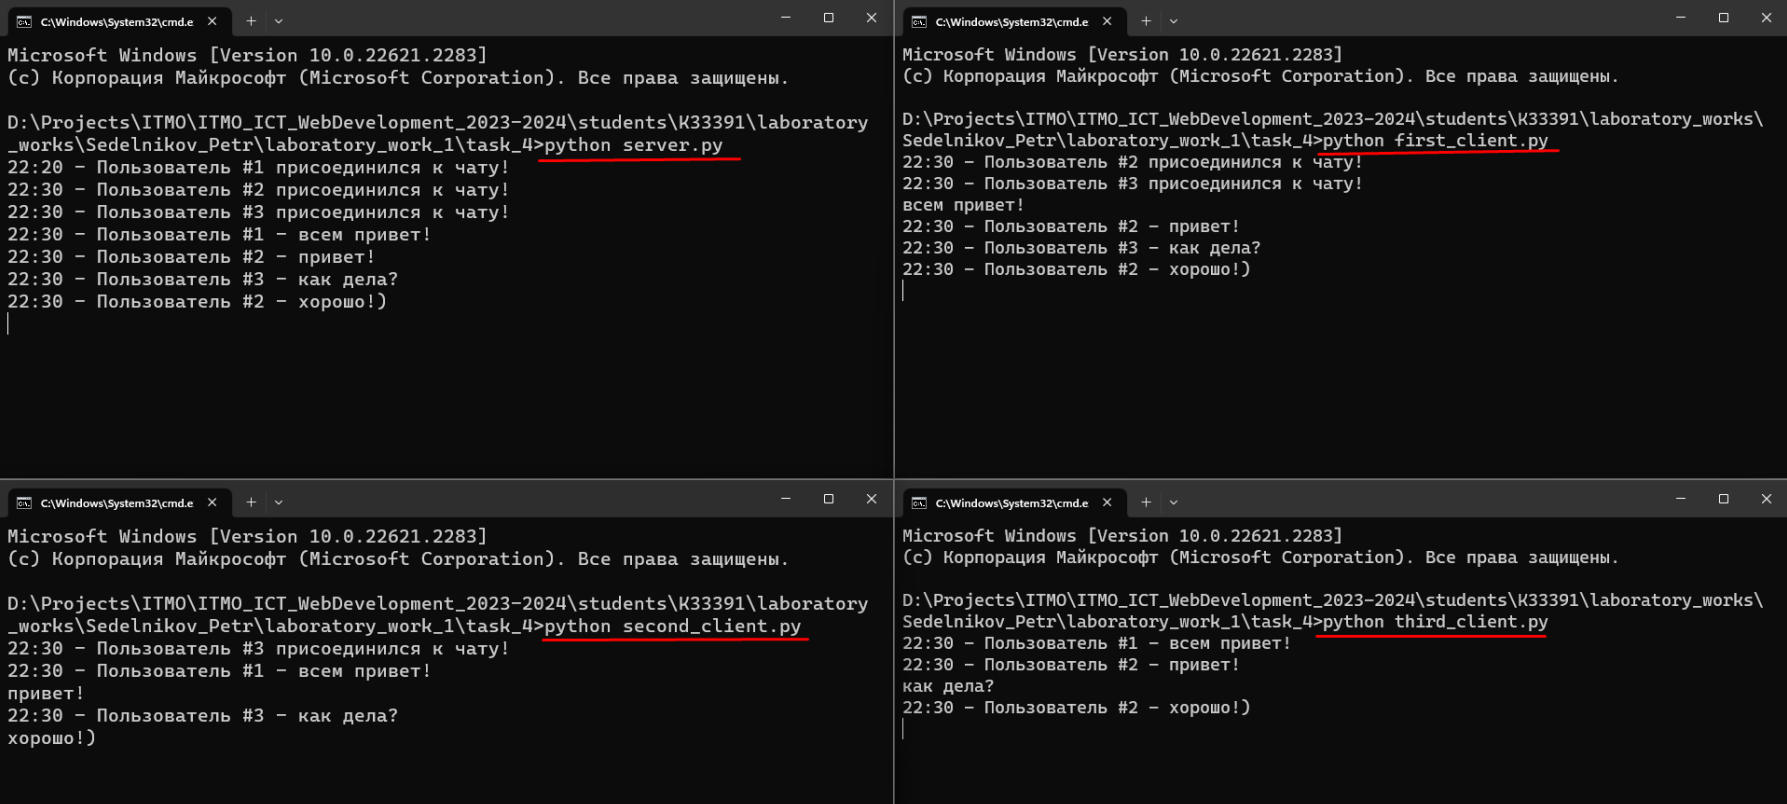 C:\Windows\System32\cmd.e
Microsoft Windows [Version 10.0.22621.2283]
(c) Корпорация Майкрософт (Microsoft Corporation). Все права защищены.
D:\Projects\ITMO\ITMO_ICT_WebDevelopment_2023-2024\students\K33391\laboratory
_works\Sedelnikov_Petr\laboratory_work_1\task_4>python server.py
22:20 - Пользователь #1 присоединился к чату!
22:30 - Пользователь #2 присоединился к чату!
22:30 - Пользователь #3 присоединился к чату!
22:30 - Пользователь #1 - всем привет!
22:30 - Пользователь #2 - привет!
22:30 - Пользователь #3 - как дела?
22:30 - Пользователь #2 - хорошо!)
C:\Windows\System32\cmd.e
Microsoft Windows [Version 10.0.22621.2283]
(c) Корпорация Майкрософт (Microsoft Corporation). Все права защищены.
D:\Projects\ITMO\ITMO_ICT_WebDevelopment_2023-2024\students\K33391\laboratory_works\
Sedelnikov_Petr\laboratory_work_1\task_4>python first_client.py
22:30 - Пользователь #2 присоединился к чату!
22:30 - Пользователь #3 присоединился к чату!
всем привет!
22:30 - Пользователь #2 - привет!
22:30 - Пользователь #3 - как дела?
22:30 - Пользователь #2 - хорошо!)
C:\Windows\System32\cmd.e
Microsoft Windows [Version 10.0.22621.2283]
(c) Корпорация Майкрософт (Microsoft Corporation). Все права защищены.
D:\Projects\ITMO\ITMO_ICT_WebDevelopment_2023-2024\students\K33391\laboratory
_works\Sedelnikov_Petr\laboratory_work_1\task_4>python second_client.py
22:30 - Пользователь #3 присоединился к чату!
22:30 - Пользователь #1 - всем привет!
привет!
22:30 - Пользователь #3 - как дела?
хорошо!)
C:\Windows\System32\cmd.e
Microsoft Windows [Version 10.0.22621.2283]
(c) Корпорация Майкрософт (Microsoft Corporation). Все права защищены.
D:\Projects\ITMO\ITMO_ICT_WebDevelopment_2023-2024\students\K33391\laboratory_works\
Sedelnikov_Petr\laboratory_work_1\task_4>python third_client.py
22:30 - Пользователь #1 - всем привет!
22:30 - Пользователь #2 - привет!
как дела?
22:30 - Пользователь #2 - хорошо!)